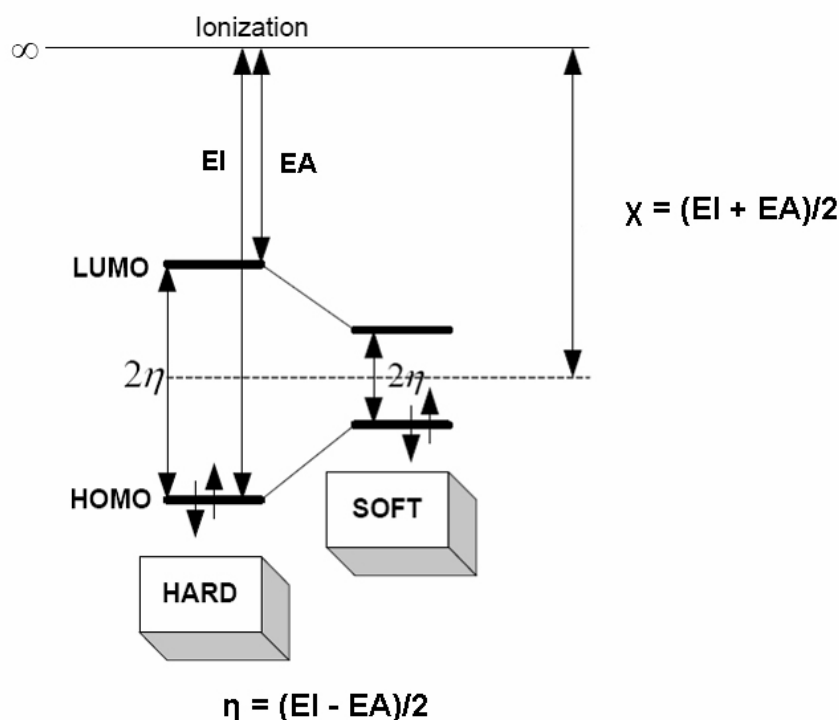 Ionization
∞
EI
EA
χ = (EI + EA)/2
LUMO
2η
2η
HOMO
SOFT
HARD
η = (EI - EA)/2